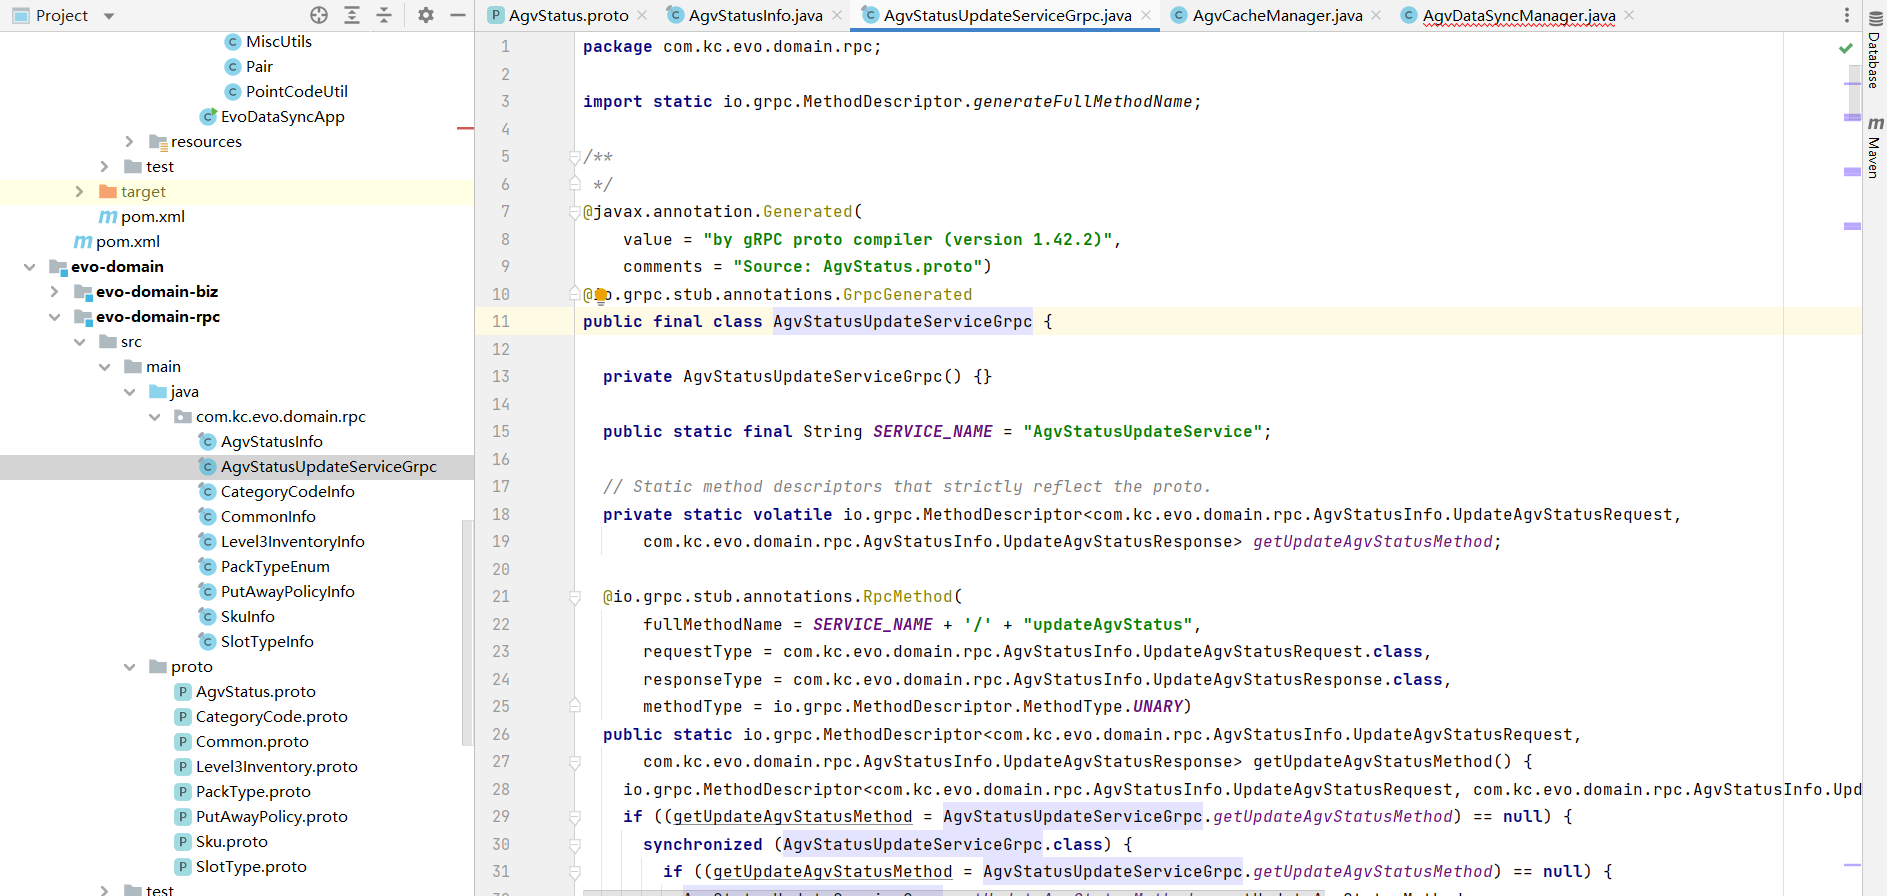 Project
MiscUtils
Pair
PointCodeUtil
EvoDataSyncApp
resources
test
target
pom.xml
pom.xml
evo-domain
evo-domain-biz
evo-domain-rpc
src
main
java
com.kc.evo.domain.rpc
AgvStatusInfo
AgvStatusUpdateServiceGrpc
CategoryCodeInfo
CommonInfo
Level3InventoryInfo
PackTypeEnum
PutAwayPolicyInfo
SkuInfo
SlotTypeInfo
proto
AgvStatus.proto
CategoryCode.proto
Common.proto
Level3Inventory.proto
PackType.proto
PutAwayPolicy.proto
Sku.proto
SlotType.proto
test
AgvStatus.proto AgvStatusInfo.java AgvStatusUpdateServiceGrpc.java AgvCacheManager.java AgvDataSyncManager.java
1 package com.kc.evo.domain.rpc;
2
3 import static io.grpc.MethodDescriptor.generateFullMethodName;
4
5 /**
6 */
7 @javax.annotation.Generated(
8 value = "by gRPC proto compiler (version 1.42.2)",
9 comments = "Source: AgvStatus.proto")
10 @io.grpc.stub.annotations.GrpcGenerated
11 public final class AgvStatusUpdateServiceGrpc {
12
13 private AgvStatusUpdateServiceGrpc() {}
14
15 public static final String SERVICE_NAME = "AgvStatusUpdateService";
16
17 // Static method descriptors that strictly reflect the proto.
18 private static volatile io.grpc.MethodDescriptor<com.kc.evo.domain.rpc.AgvStatusInfo.UpdateAgvStatusRequest,
19 com.kc.evo.domain.rpc.AgvStatusInfo.UpdateAgvStatusResponse> getUpdateAgvStatusMethod;
20
21 @io.grpc.stub.annotations.RpcMethod(
22 fullMethodName = SERVICE_NAME + '/' + "updateAgvStatus",
23 requestType = com.kc.evo.domain.rpc.AgvStatusInfo.UpdateAgvStatusRequest.class,
24 responseType = com.kc.evo.domain.rpc.AgvStatusInfo.UpdateAgvStatusResponse.class,
25 methodType = io.grpc.MethodDescriptor.MethodType.UNARY)
26 public static io.grpc.MethodDescriptor<com.kc.evo.domain.rpc.AgvStatusInfo.UpdateAgvStatusRequest,
27 com.kc.evo.domain.rpc.AgvStatusInfo.UpdateAgvStatusResponse> getUpdateAgvStatusMethod() {
28 io.grpc.MethodDescriptor<com.kc.evo.domain.rpc.AgvStatusInfo.UpdateAgvStatusRequest, com.kc.evo.domain.rpc.AgvStatusInfo.Upd
29 if ((getUpdateAgvStatusMethod = AgvStatusUpdateServiceGrpc.getUpdateAgvStatusMethod) == null) {
30 synchronized (AgvStatusUpdateServiceGrpc.class) {
31 if ((getUpdateAgvStatusMethod = AgvStatusUpdateServiceGrpc.getUpdateAgvStatusMethod) == null) {
Database
Maven